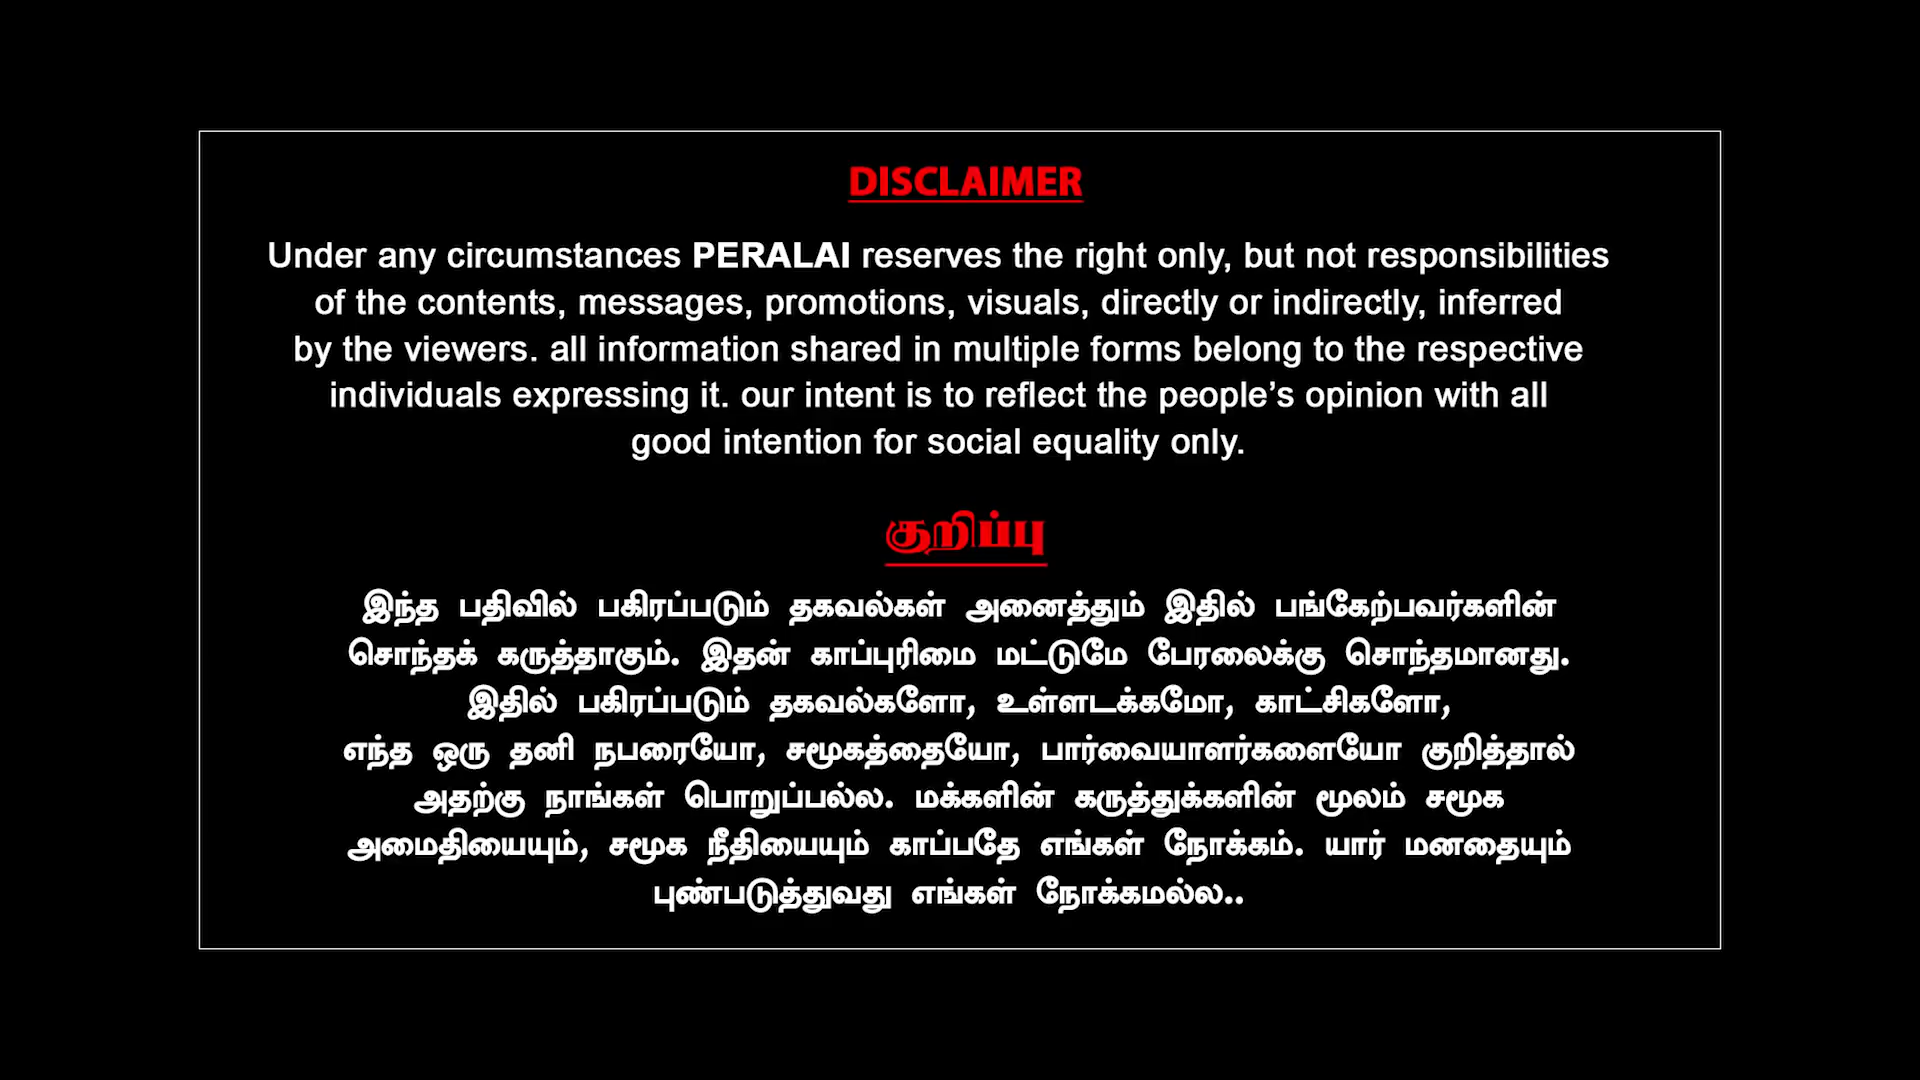 DISCLAIMER
Under any circumstances PERALAI reserves the right only, but not responsibilities
of the contents, messages, promotions, visuals, directly or indirectly, inferred
by the viewers. all information shared in multiple forms belong to the respective
individuals expressing it. our intent is to reflect the people’s opinion with all
good intention for social equality only.
குறிப்பு
இந்த பதிவில் பகிரப்படும் தகவல்கள் அனைத்தும் இதில் பங்கேற்பவர்களின்
சொந்தக் கருத்தாகும். இதன் காப்புரிமை மட்டுமே பேரலைக்கு சொந்தமானது.
இதில் பகிரப்படும் தகவல்களோ, உள்ளடக்கமோ, காட்சிகளோ,
எந்த ஒரு தனி நபரையோ, சமூகத்தையோ, பார்வையாளர்களையோ குறித்தால்
அதற்கு நாங்கள் பொறுப்பல்ல. மக்களின் கருத்துக்களின் மூலம் சமூக
அமைதியையும், சமூக நீதியையும் காப்பதே எங்கள் நோக்கம். யார் மனதையும்
புண்படுத்துவது எங்கள் நோக்கமல்ல..